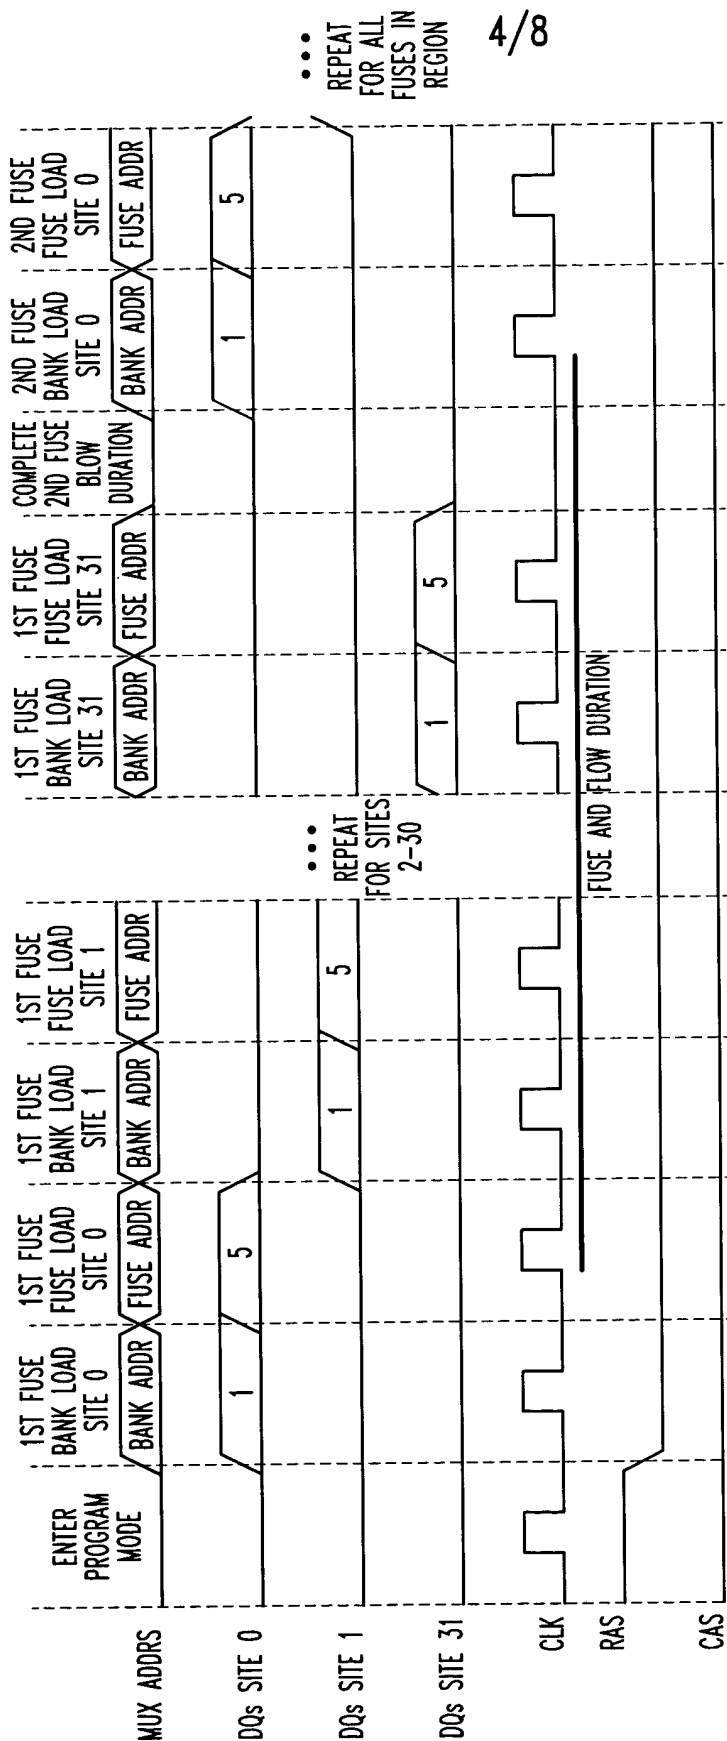 4/8
ENTER
PROGRAM
MODE
1ST FUSE
BANK LOAD
SITE 0
1ST FUSE
FUSE LOAD
SITE 0
1ST FUSE
BANK LOAD
SITE 1
1ST FUSE
FUSE LOAD
SITE 1
1ST FUSE
BANK LOAD
SITE 31
1ST FUSE
FUSE LOAD
SITE 31
COMPLETE
2ND FUSE
BLOW
DURATION
2ND FUSE
BANK LOAD
SITE 0
2ND FUSE
FUSE LOAD
SITE 0
MUX ADDRS
BANK ADDR
FUSE ADDR
BANK ADDR
FUSE ADDR
BANK ADDR
FUSE ADDR
BANK ADDR
FUSE ADDR
DQs SITE 0
1
5
1
5
DQs SITE 1
1
5
••• 
REPEAT
FOR SITES
2-30
•••
REPEAT
FOR ALL
FUSES IN
REGION
DQs SITE 31
1
5
CLK
FUSE AND FLOW DURATION
RAS
CAS